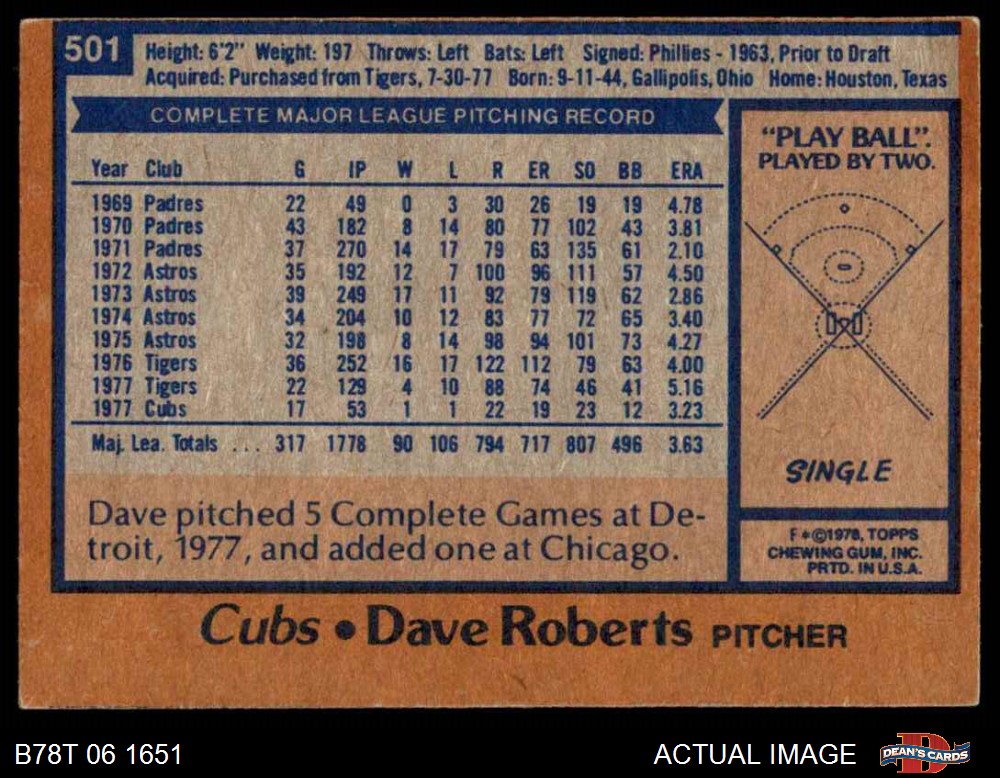 501
Height: 6'2" Weight: 197 Throws: Left Bats: Left Signed: Phillies - 1963, Prior to Draft
Acquired: Purchased from Tigers, 7-30-77 Born: 9-11-44, Gallipolis, Ohio Home: Houston, Texas
COMPLETE MAJOR LEAGUE PITCHING RECORD
Year Club G IP W L R ER SO BB ERA
1969 Padres 22 49 0 3 30 26 19 19 4.78
1970 Padres 43 182 8 14 80 77 102 43 3.81
1971 Padres 37 270 14 17 79 63 135 61 2.10
1972 Astros 35 192 12 7 100 96 111 57 4.50
1973 Astros 39 249 17 11 92 79 119 62 2.86
1974 Astros 34 204 10 12 83 77 72 65 3.40
1975 Astros 32 198 8 14 98 94 101 73 4.27
1976 Tigers 36 252 16 17 122 112 79 63 4.00
1977 Tigers 22 129 4 10 88 74 46 41 5.16
1977 Cubs 17 53 1 1 22 19 23 12 3.23
Maj. Lea. Totals ... 317 1778 90 106 794 717 807 496 3.63
Dave pitched 5 Complete Games at De-
troit, 1977, and added one at Chicago.
"PLAY BALL".
PLAYED BY TWO.
SINGLE
F*©1978, TOPPS
CHEWING GUM, INC.
PRTD. IN U.S.A.
Cubs • Dave Roberts PITCHER
B78T 06 1651
ACTUAL IMAGE
D
DEAN'S CARDS